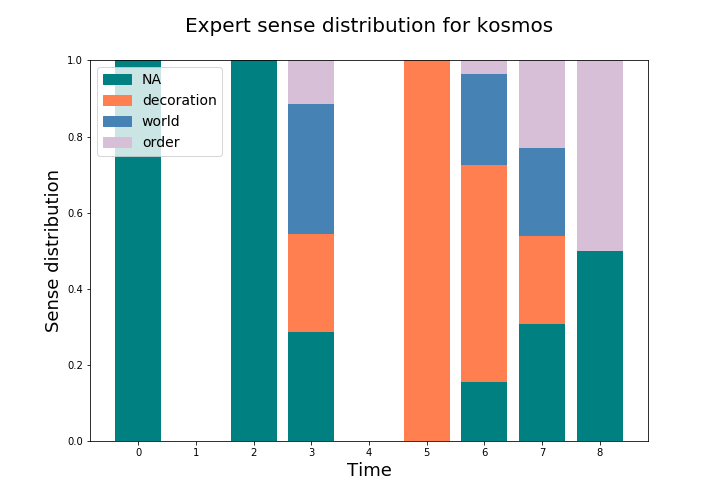 Expert sense distribution for kosmos
1.0
0.8
0.6
0.4
0.2
0.0
Sense distribution
NA
decoration
world
order
0 1 2 3 4 5 6 7 8
Time